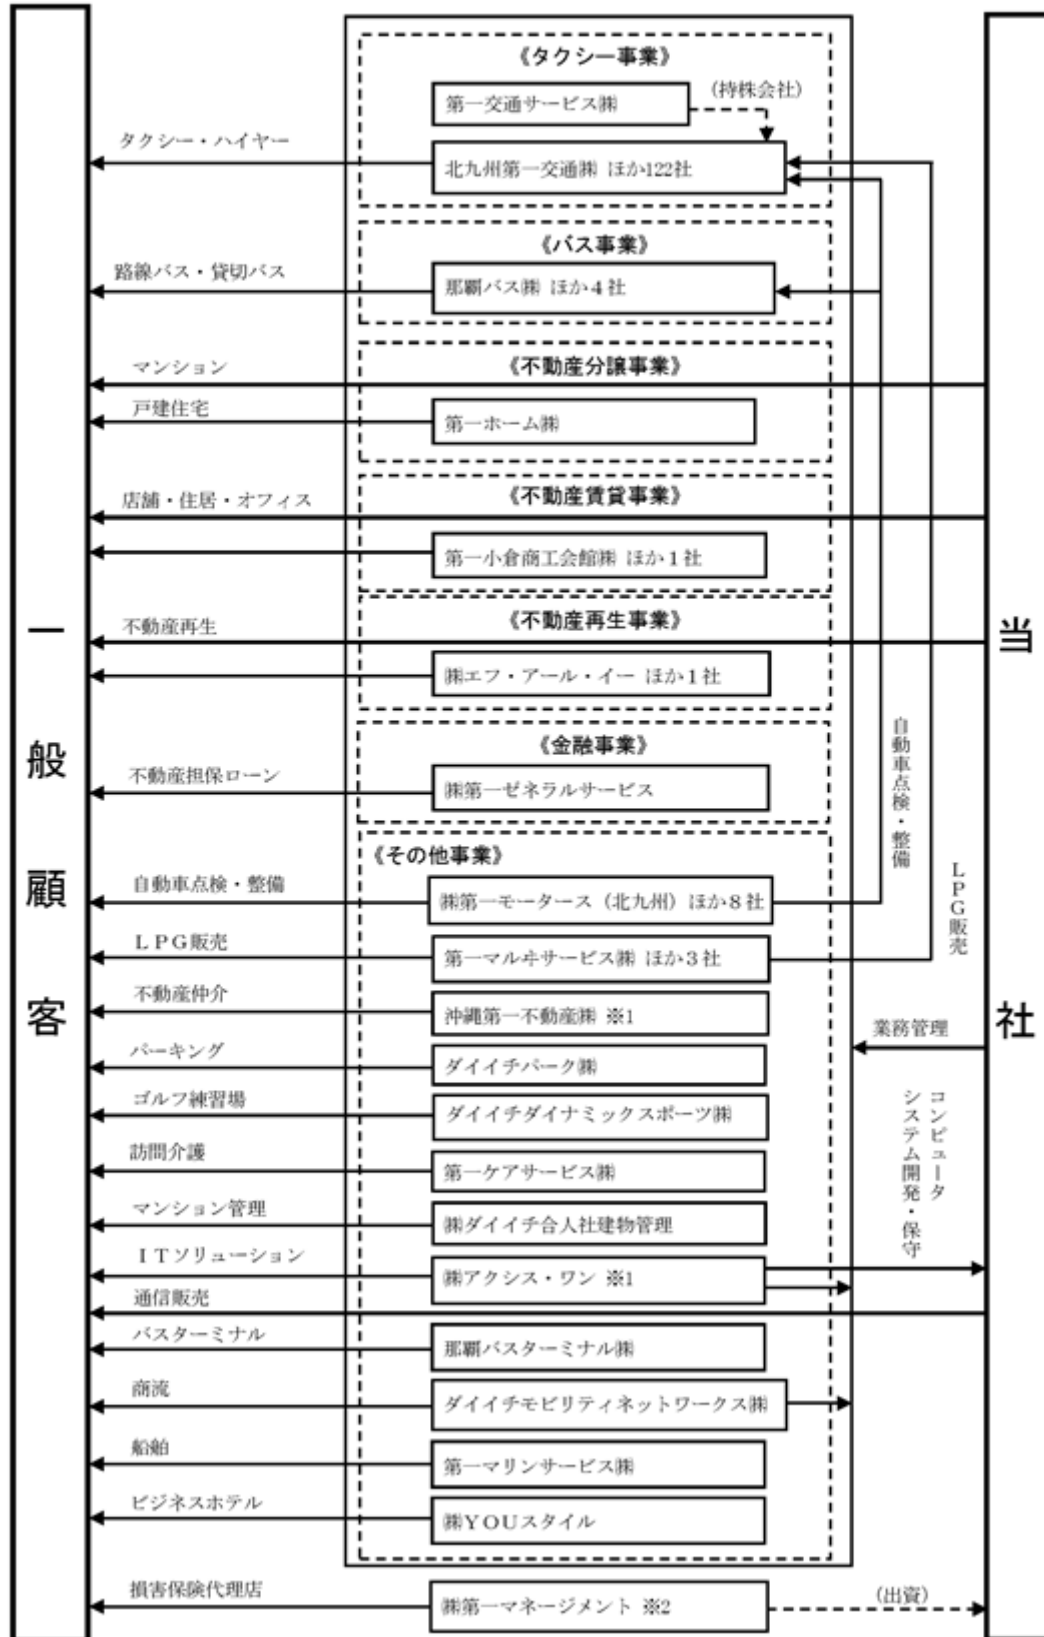 《タクシー事業》
第一交通サービス㈱
(持株会社)
タクシー・ハイヤー
北九州第一交通㈱ ほか122社
《バス事業》
路線バス・貸切バス
那覇バス㈱ ほか4社
《不動産分譲事業》
マンション
戸建住宅
第一ホーム㈱
《不動産賃貸事業》
店舗・住居・オフィス
第一小倉商工会館㈱ ほか1社
《不動産再生事業》
不動産再生
㈱エフ・アール・イー ほか1社
《金融事業》
不動産担保ローン
㈱第一ゼネラルサービス
《その他事業》
自動車点検・整備
㈱第一モータース（北九州）ほか8社
ＬＰＧ販売
第一マルヰサービス㈱ ほか3社
不動産仲介
沖縄第一不動産㈱ ※1
パーキング
ダイイチパーク㈱
ゴルフ練習場
ダイイチダイナミックスポーツ㈱
訪問介護
第一ケアサービス㈱
マンション管理
㈱ダイイチ合人社建物管理
ＩＴソリューション
㈱アクシス・ワン ※1
通信販売
バスターミナル
那覇バスターミナル㈱
商流
ダイイチモビリティネットワークス㈱
船舶
第一マリンサービス㈱
ビジネスホテル
㈱ＹＯＵスタイル
損害保険代理店
㈱第一マネージメント ※2
(出資)
一般顧客
当社
自動車点検・整備
ＬＰＧ販売
業務管理
コンピュータ
システム開発・保守